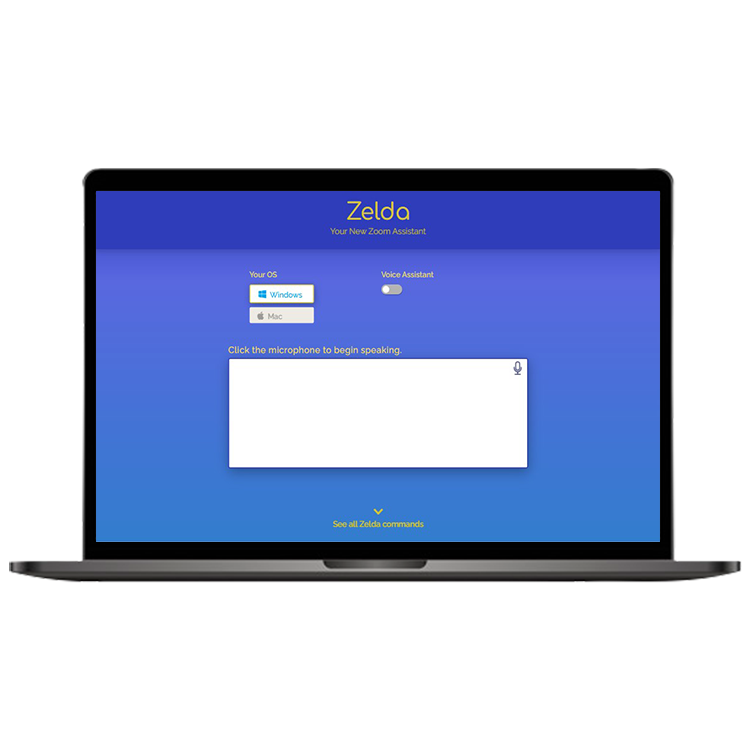 Zelda
Your New Zoom Assistant
Your OS
Voice Assistant
Windows
Mac
Click the microphone to begin speaking.
See all Zelda commands